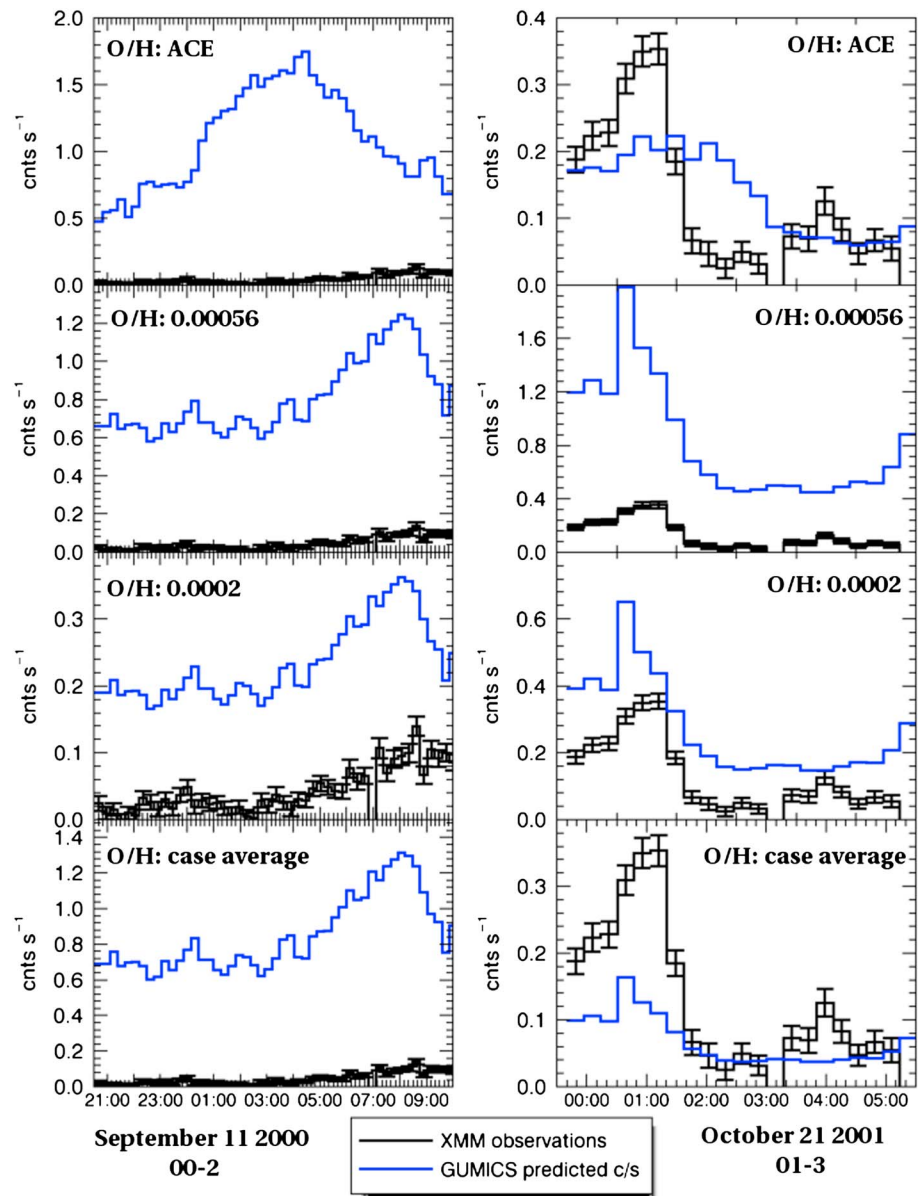 2.0
1.5
1.0
0.5
0.0
cnts s⁻¹
O/H: ACE
0.4
0.3
0.2
0.1
0.0
cnts s⁻¹
O/H: ACE
1.2
1.0
0.8
0.6
0.4
0.2
0.0
cnts s⁻¹
O/H: 0.00056
1.6
1.2
0.8
0.4
0.0
cnts s⁻¹
O/H: 0.00056
0.3
0.2
0.1
0.0
cnts s⁻¹
O/H: 0.0002
0.6
0.4
0.2
0.0
cnts s⁻¹
O/H: 0.0002
1.4
1.2
1.0
0.8
0.6
0.4
0.2
0.0
cnts s⁻¹
O/H: case average
0.3
0.2
0.1
0.0
cnts s⁻¹
O/H: case average
21:00 23:00 01:00 03:00 05:00 07:00 09:00
00:00 01:00 02:00 03:00 04:00 05:00
September 11 2000
00-2
XMM observations
GUMICS predicted c/s
October 21 2001
01-3